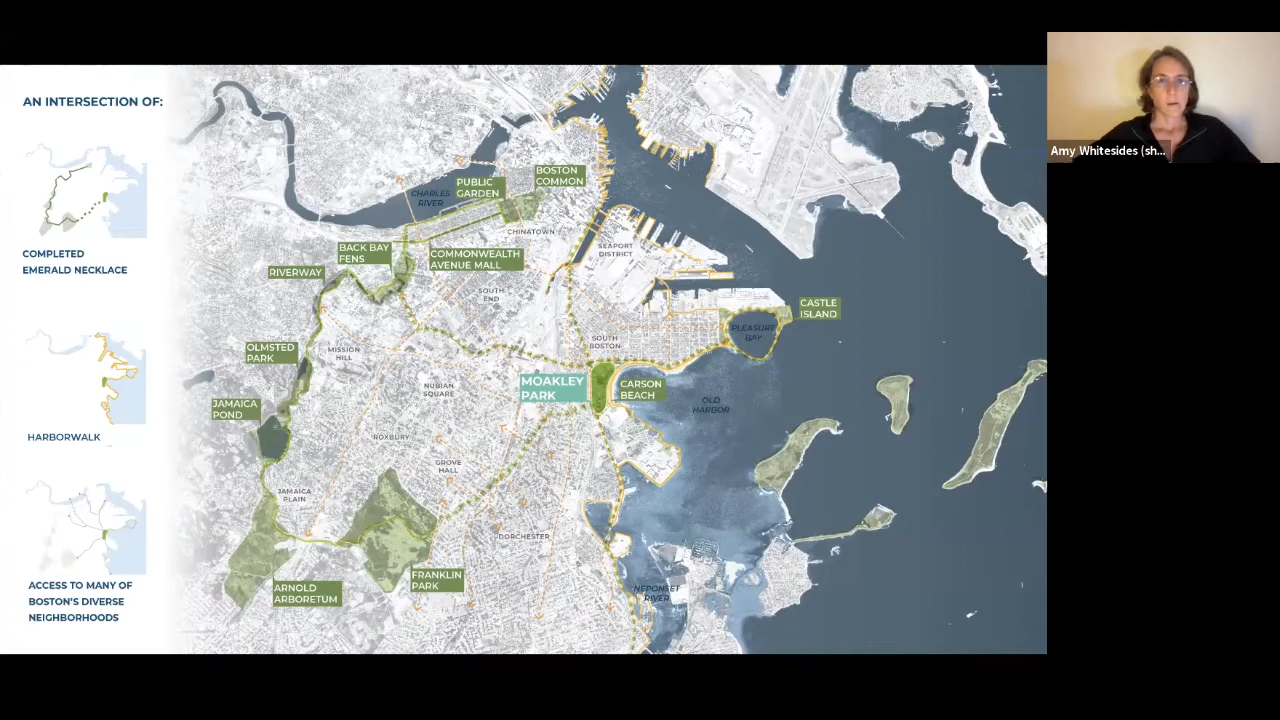 AN INTERSECTION OF:
COMPLETED
EMERALD NECKLACE
HARBORWALK
ACCESS TO MANY OF
BOSTON'S DIVERSE
NEIGHBORHOODS
BOSTON
COMMON
PUBLIC
GARDEN
CHARLES
RIVER
CHINATOWN
BACK BAY
FENS
COMMONWEALTH
AVENUE MALL
SEAPORT
DISTRICT
RIVERWAY
SOUTH
END
CASTLE
ISLAND
PLEASURE
BAY
SOUTH
BOSTON
OLMSTED
PARK
MISSION
HILL
MOAKLEY
PARK
CARSON
BEACH
NUBIAN
SQUARE
OLD
HARBOR
JAMAICA
POND
ROXBURY
GROVE
HALL
JAMAICA
PLAIN
DORCHESTER
FRANKLIN
PARK
ARNOLD
ARBORETUM
NEPONSET
RIVER
Amy Whitesides (sh...